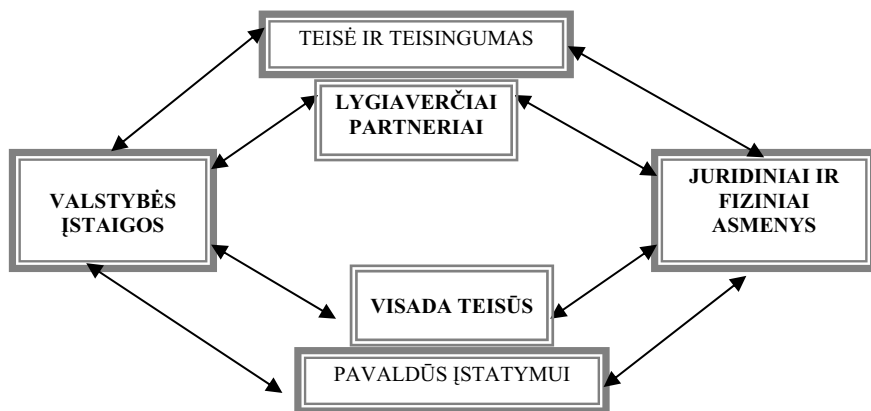 TEISĖ IR TEISINGUMAS
LYGIAVERČIAI
PARTNERIAI
VALSTYBĖS
ĮSTAIGOS
JURIDINIAI IR
FIZINIAI
ASMENYS
VISADA TEISŪS
PAVALDŪS ĮSTATYMUI